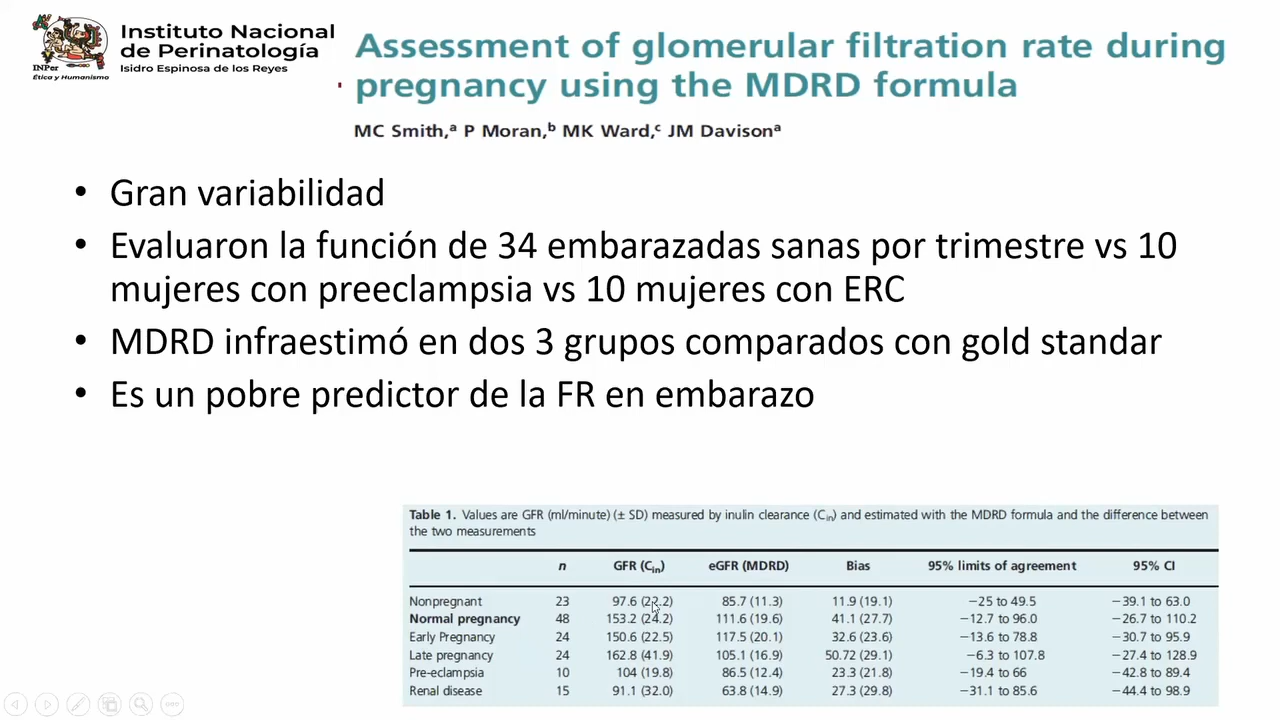 Instituto Nacional
de Perinatología
Isidro Espinosa de los Reyes
INPer
Ética y Humanismo
Assessment of glomerular filtration rate during
pregnancy using the MDRD formula
MC Smith,a P Moran,b MK Ward,c JM Davisona
• Gran variabilidad
• Evaluaron la función de 34 embarazadas sanas por trimestre vs 10
mujeres con preeclampsia vs 10 mujeres con ERC
• MDRD infraestimó en dos 3 grupos comparados con gold standar
• Es un pobre predictor de la FR en embarazo
Table 1. Values are GFR (ml/minute) (± SD) measured by inulin clearance (Cin) and estimated with the MDRD formula and the difference between
the two measurements
n GFR (Cin) eGFR (MDRD) Bias 95% limits of agreement 95% CI
Nonpregnant 23 97.6 (22.2) 85.7 (11.3) 11.9 (19.1) −25 to 49.5 −39.1 to 63.0
Normal pregnancy 48 153.2 (24.2) 111.6 (19.6) 41.1 (27.7) −12.7 to 96.0 −26.7 to 110.2
Early Pregnancy 24 150.6 (22.5) 117.5 (20.1) 32.6 (23.6) −13.6 to 78.8 −30.7 to 95.9
Late pregnancy 24 162.8 (41.9) 105.1 (16.9) 50.72 (29.1) −6.3 to 107.8 −27.4 to 128.9
Pre-eclampsia 10 104 (19.8) 86.5 (12.4) 23.3 (21.8) −19.4 to 66 −42.8 to 89.4
Renal disease 15 91.1 (32.0) 63.8 (14.9) 27.3 (29.8) −31.1 to 85.6 −44.4 to 98.9